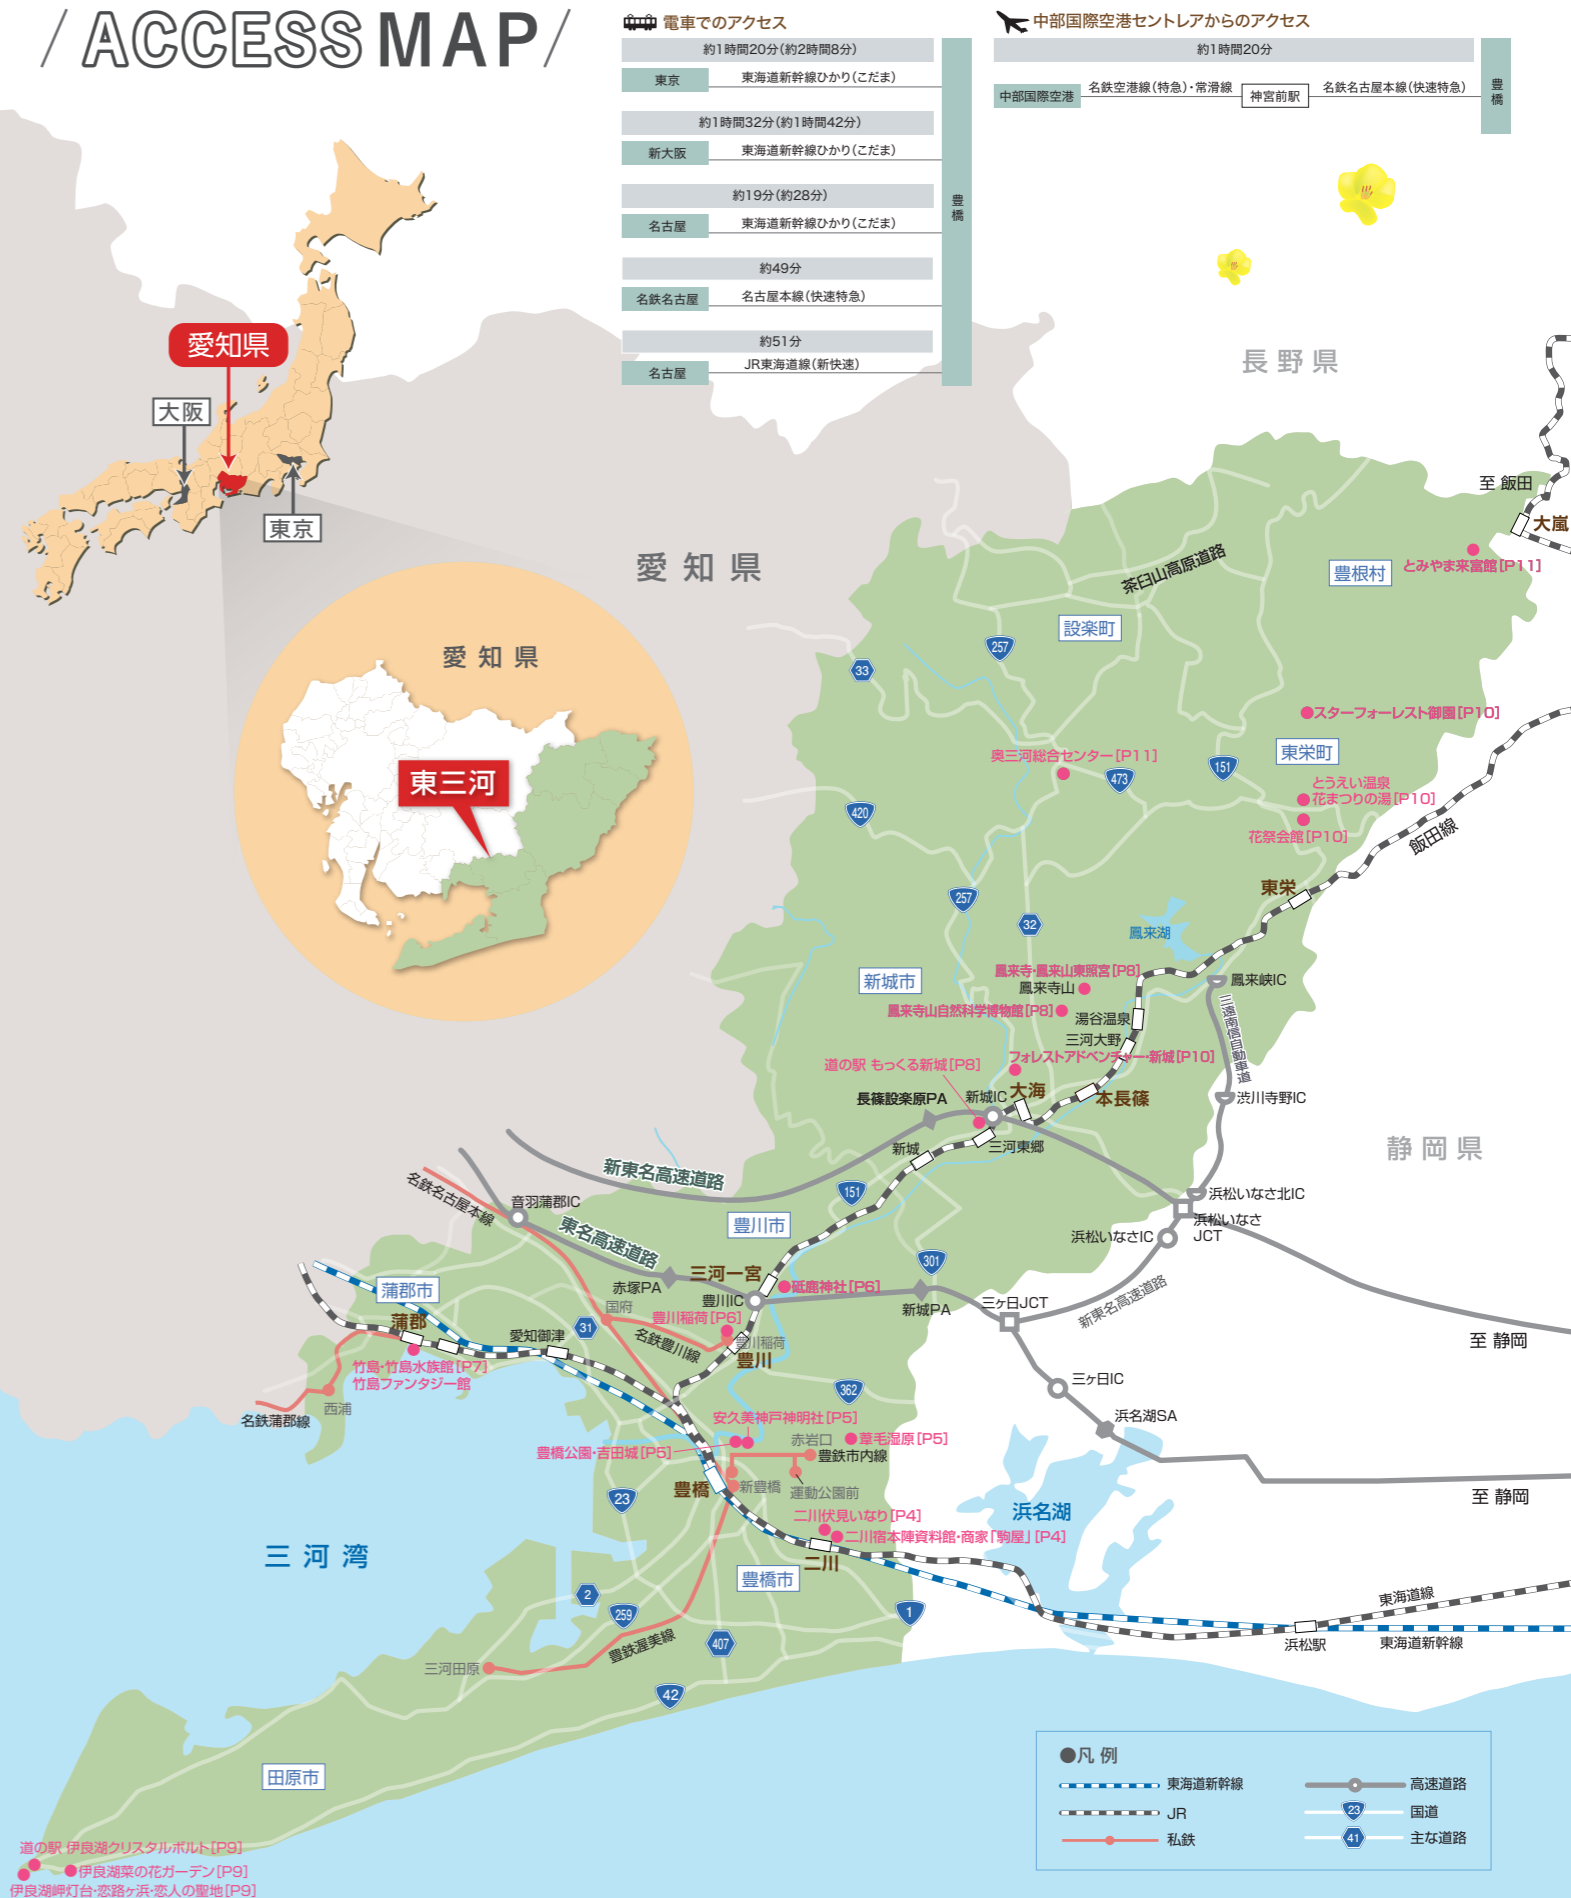 ACCESS MAP
電車でのアクセス
約1時間20分(約2時間8分)
東京
東海道新幹線ひかり(こだま)
約1時間32分(約1時間42分)
新大阪
東海道新幹線ひかり(こだま)
約19分(約28分)
名古屋
東海道新幹線ひかり(こだま)
約49分
名鉄名古屋
名古屋本線(快速特急)
約51分
名古屋
JR東海道線(新快速)
豊橋
中部国際空港セントレアからのアクセス
約1時間20分
中部国際空港
名鉄空港線(特急)・常滑線
神宮前駅
名鉄名古屋本線(快速特急)
豊橋
愛知県
大阪
東京
愛知県
東三河
愛知県
長野県
静岡県
至 飯田
大嵐
とみやま来富館[P11]
豊根村
茶臼山高原道路
設楽町
257
33
スターフォーレスト御園[P10]
東栄町
奥三河総合センター[P11]
473
151
とうえい温泉
花まつりの湯[P10]
花祭会館[P10]
420
飯田線
東栄
257
32
鳳来湖
新城市
鳳来寺・鳳来山東照宮[P8]
鳳来寺山
鳳来峡IC
鳳来寺山自然科学博物館[P8]
湯谷温泉
三河大野
三遠南信自動車道
フォレストアドベンチャー・新城[P10]
道の駅 もっくる新城[P8]
大海
新城IC
本長篠
長篠設楽原PA
渋川寺野IC
新城
三河東郷
新東名高速道路
151
名鉄名古屋本線
音羽蒲郡IC
浜松いなさ北IC
浜松いなさ
JCT
浜松いなさIC
豊川市
東名高速道路
301
三河一宮
砥鹿神社[P6]
赤塚PA
豊川IC
新城PA
三ヶ日JCT
新東名高速道路
至 静岡
蒲郡市
蒲郡
国府
31
豊川稲荷[P6]
名鉄豊川線
豊川稲荷
豊川
愛知御津
竹島・竹島水族館[P7]
竹島ファンタジー館
西浦
名鉄蒲郡線
362
三ヶ日IC
浜名湖SA
安久美神戸神明社[P5]
赤岩口
葦毛湿原[P5]
豊橋公園・吉田城[P5]
豊鉄市内線
豊橋
新豊橋
運動公園前
23
至 静岡
浜名湖
二川伏見いなり[P4]
二川宿本陣資料館・商家「駒屋」[P4]
二川
三河湾
豊橋市
2
259
1
407
豊鉄渥美線
三河田原
東海道線
浜松駅
東海道新幹線
42
田原市
道の駅 伊良湖クリスタルポルト[P9]
伊良湖菜の花ガーデン[P9]
伊良湖岬灯台・恋路ヶ浜・恋人の聖地[P9]
●凡 例
東海道新幹線
高速道路
JR
23
国道
私鉄
41
主な道路